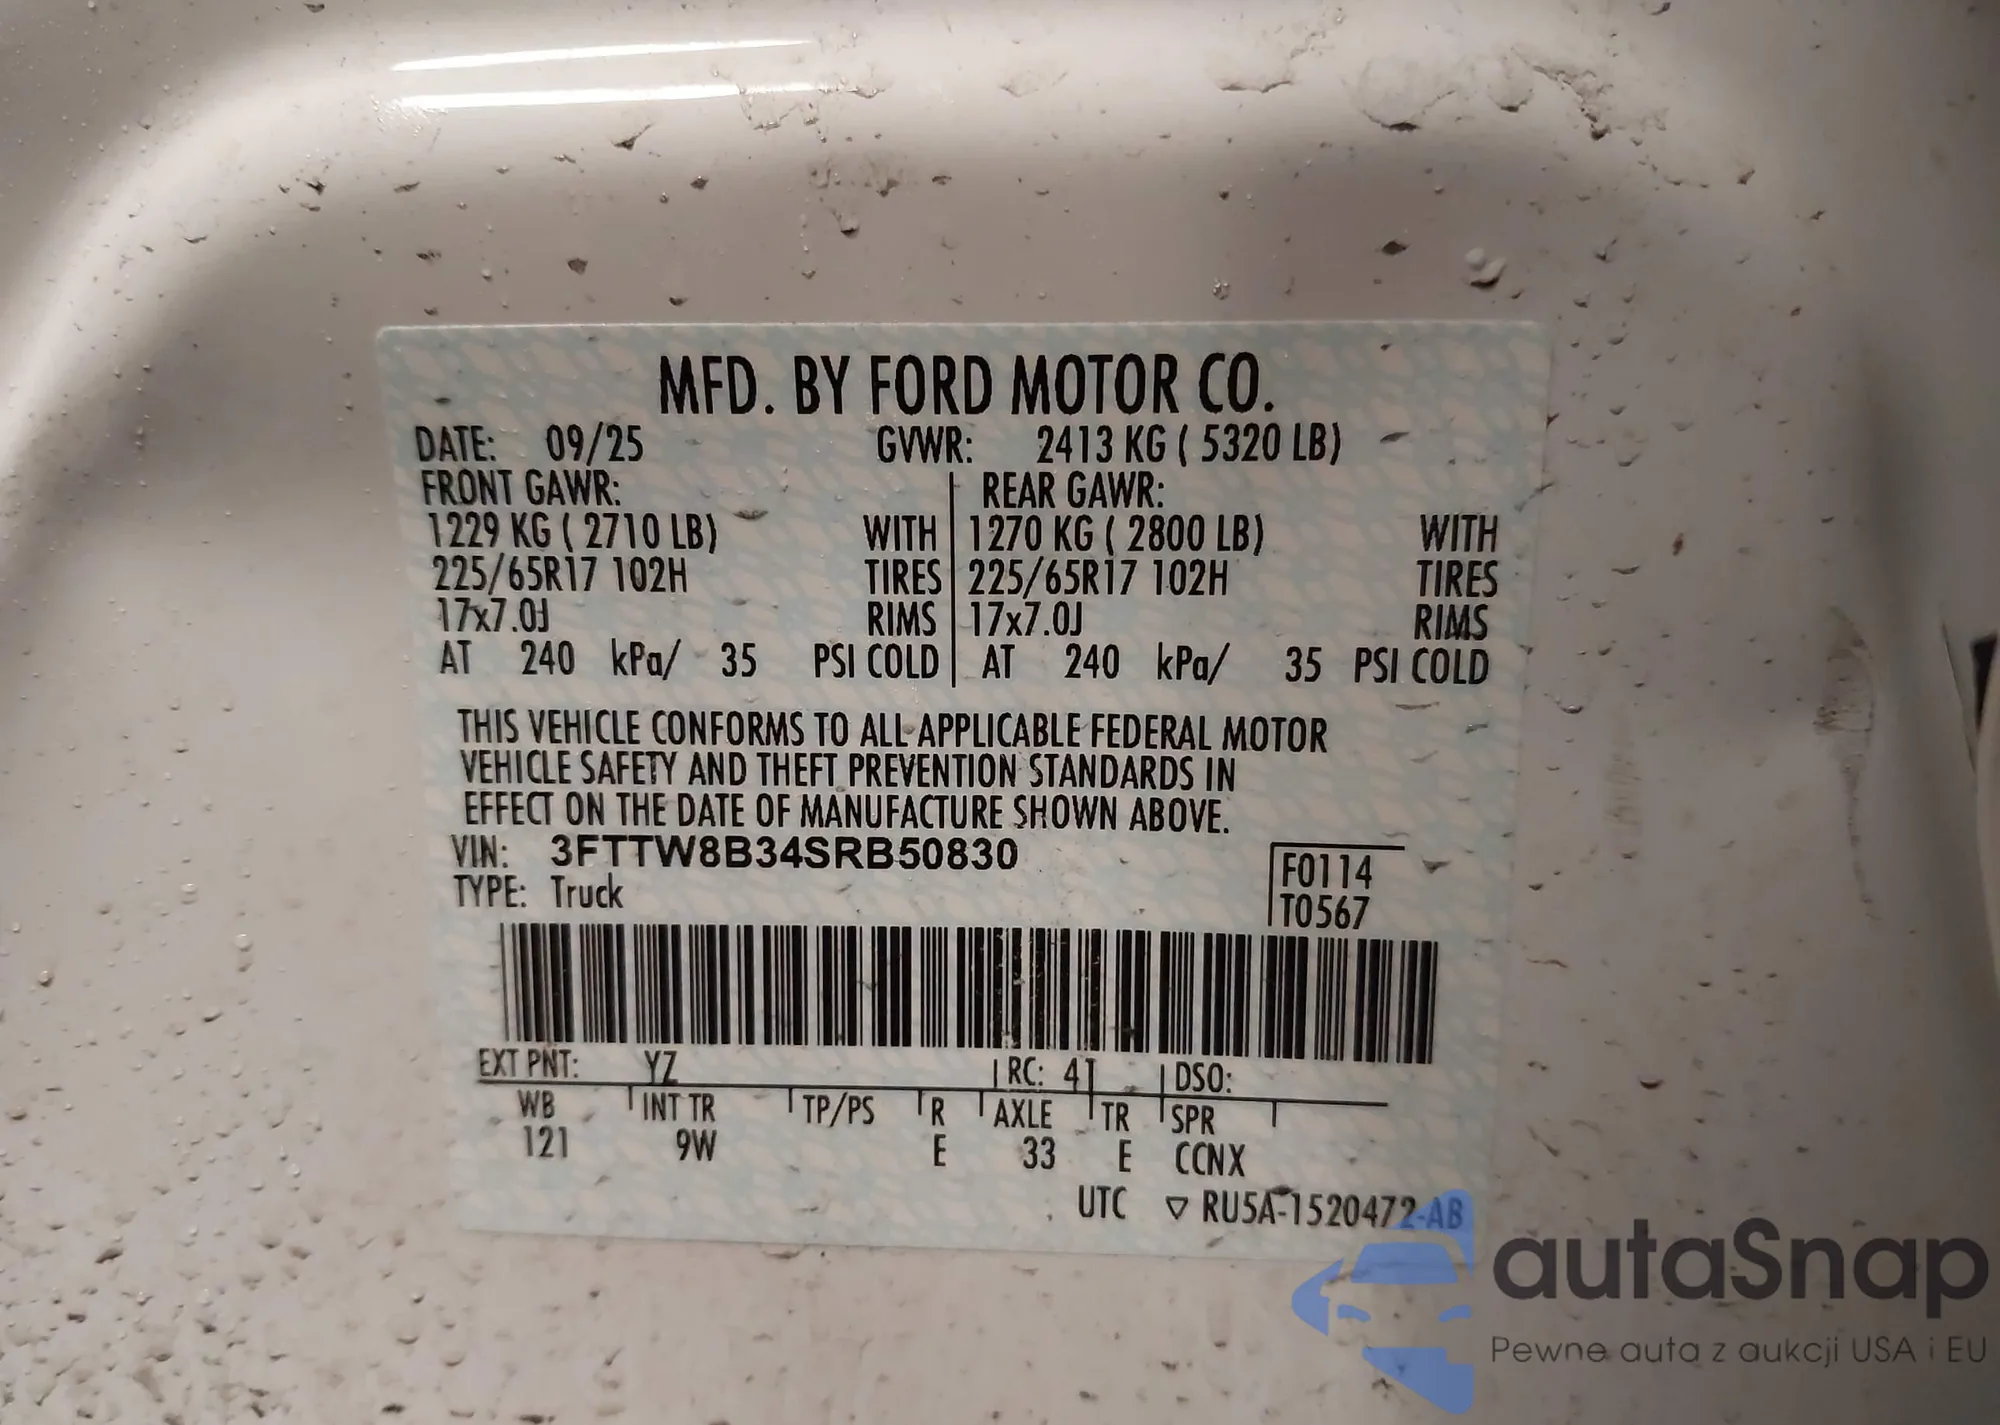 MFD. BY FORD MOTOR CO.
DATE: 09/25 GVWR: 2413 KG ( 5320 LB)
FRONT GAWR: REAR GAWR:
1229 KG ( 2710 LB) WITH 1270 KG ( 2800 LB) WITH
225/65R17 102H TIRES 225/65R17 102H TIRES
17x7.0J RIMS 17x7.0J RIMS
AT 240 kPa/ 35 PSI COLD AT 240 kPa/ 35 PSI COLD
THIS VEHICLE CONFORMS TO ALL APPLICABLE FEDERAL MOTOR
VEHICLE SAFETY AND THEFT PREVENTION STANDARDS IN
EFFECT ON THE DATE OF MANUFACTURE SHOWN ABOVE.
VIN: 3FTTW8B34SRB50830
TYPE: Truck
F0114
T0567
EXT PNT: YZ RC: 41 DSO:
WB INT TR TP/PS R AXLE TR SPR
121 9W E 33 E CCNX
UTC ▽ RU5A-1520472-AB
autaSnap
Pewne auta z aukcji USA i EU